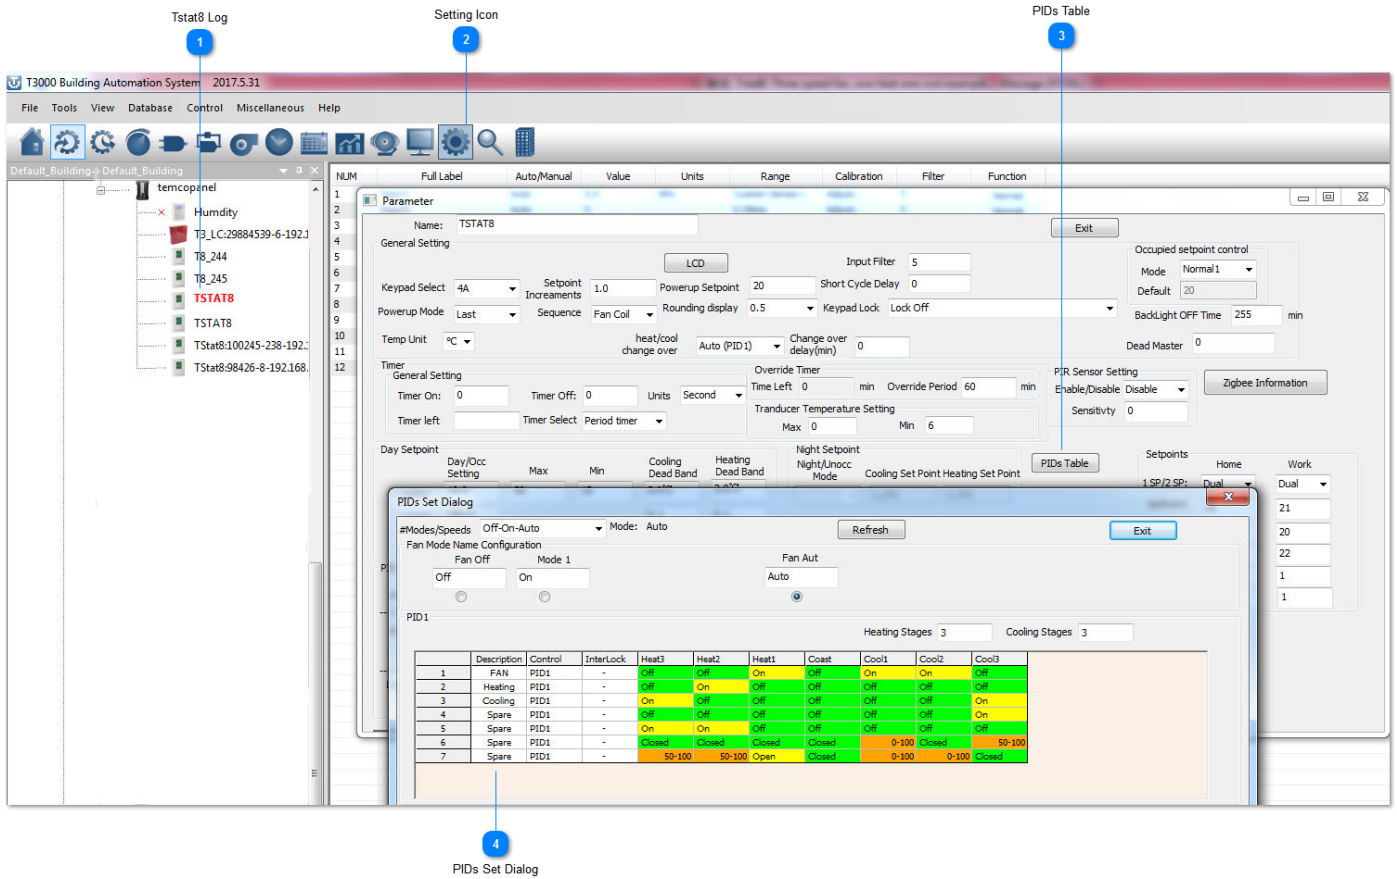 Tstat8 Log
Setting Icon
PIDs Table
1
2
3
T3000 Building Automation System 2017.5.31
File Tools View Database Control Miscellaneous Help
Default_Building->Default_Building
NUM Full Label Auto/Manual Value Units Range Calibration Filter Function
temcopanel
Humdity
T3_LC:29884539-6-192.1
T8_244
T8_245
TSTAT8
TSTAT8
TStat8:100245-238-192.
TStat8:98426-8-192.168.
1
2
3
4
5
6
7
8
9
10
11
12
Parameter
Name: TSTAT8
Exit
General Setting
LCD
Input Filter 5
Occupied setpoint control
Mode Normal1
Default 20
Keypad Select 4A
Setpoint Increaments 1.0
Powerup Setpoint 20
Short Cycle Delay 0
Powerup Mode Last
Sequence Fan Coil
Rounding display 0.5
Keypad Lock Lock Off
BackLight OFF Time 255 min
Temp Unit °C
heat/cool change over Auto (PID1)
Change over delay(min) 0
Dead Master 0
Timer
General Setting
Timer On: 0 Timer Off: 0 Units Second
Timer left Timer Select Period timer
Override Timer
Time Left 0 min Override Period 60 min
Tranducer Temperature Setting
Max 0 Min 6
PIR Sensor Setting
Enable/Disable Disable
Sensitivty 0
Zigbee Information
Day Setpoint
Day/Occ Setting Max Min Cooling Dead Band Heating Dead Band
Night Setpoint
Night/Unocc Mode Cooling Set Point Heating Set Point
PIDs Table
Setpoints
Home Work
1 SP/2 SP: Dual Dual
21
20
22
1
1
PIDs Set Dialog
#Modes/Speeds Off-On-Auto Mode: Auto
Refresh
Exit
Fan Mode Name Configuration
Fan Off Mode 1 Fan Aut
Off On Auto
PID1
Heating Stages 3 Cooling Stages 3
Description Control InterLock Heat3 Heat2 Heat1 Coast Cool1 Cool2 Cool3
1 FAN PID1 - Off Off On Off On On Off
2 Heating PID1 - Off On Off Off Off Off Off
3 Cooling PID1 - On Off Off Off Off Off On
4 Spare PID1 - Off Off Off Off Off Off On
5 Spare PID1 - On On Off Off Off Off Off
6 Spare PID1 - Closed Closed Closed Closed 0-100 Closed 50-100
7 Spare PID1 - 50-100 50-100 Open Closed 0-100 0-100 Closed
4
PIDs Set Dialog